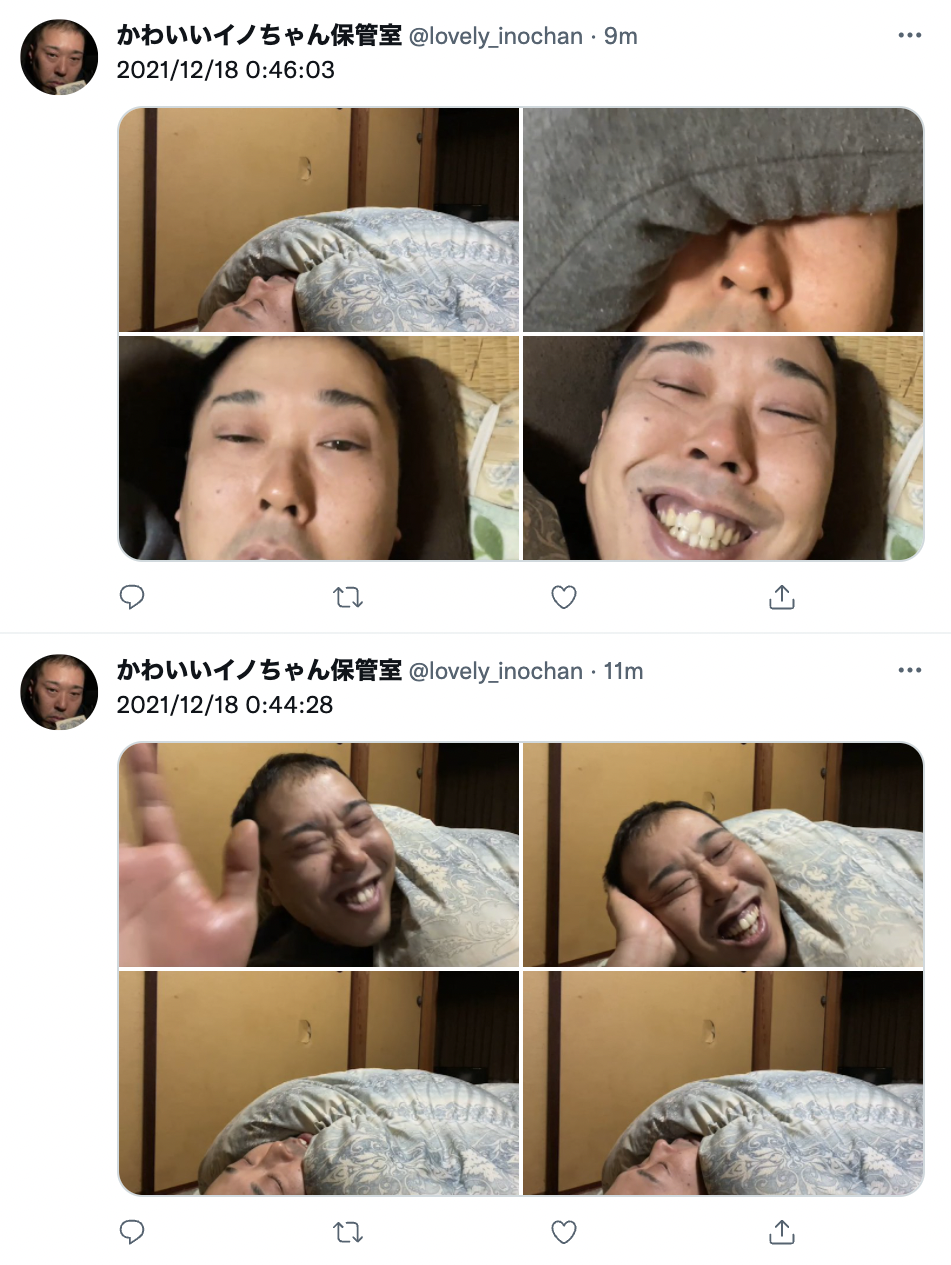 かわいいイノちゃん保管室 @lovely_inochan · 9m
2021/12/18 0:46:03
かわいいイノちゃん保管室 @lovely_inochan · 11m
2021/12/18 0:44:28